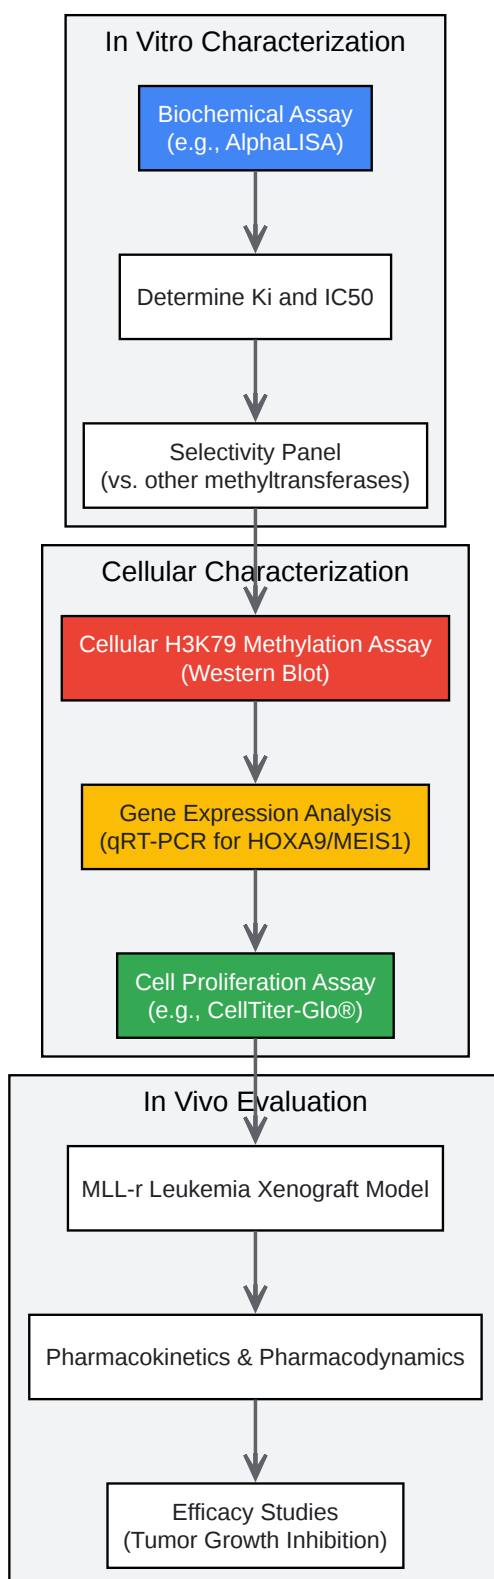 In Vitro Characterization
Biochemical Assay
(e.g., AlphaLISA)
Determine Ki and IC50
Selectivity Panel
(vs. other methyltransferases)
Cellular Characterization
Cellular H3K79 Methylation Assay
(Western Blot)
Gene Expression Analysis
(qRT-PCR for HOXA9/MEIS1)
Cell Proliferation Assay
(e.g., CellTiter-Glo®)
In Vivo Evaluation
MLL-r Leukemia Xenograft Model
Pharmacokinetics & Pharmacodynamics
Efficacy Studies
(Tumor Growth Inhibition)